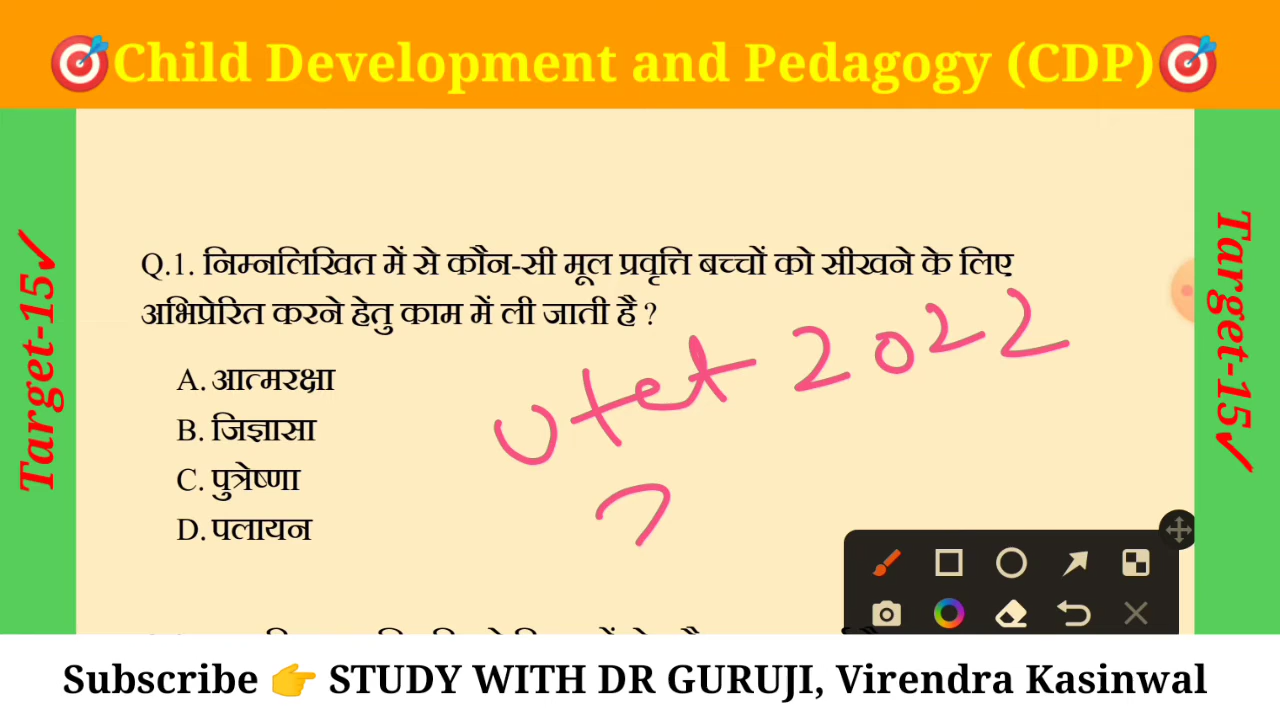 🎯Child Development and Pedagogy (CDP)🎯
Target-15✓
Q.1. निम्नलिखित में से कौन-सी मूल प्रवृत्ति बच्चों को सीखने के लिए
अभिप्रेरित करने हेतु काम में ली जाती है ?
A. आत्मरक्षा
B. जिज्ञासा
C. पुत्रेष्णा
D. पलायन
Utet 2022
Target-15✓
Subscribe 👉 STUDY WITH DR GURUJI, Virendra Kasinwal